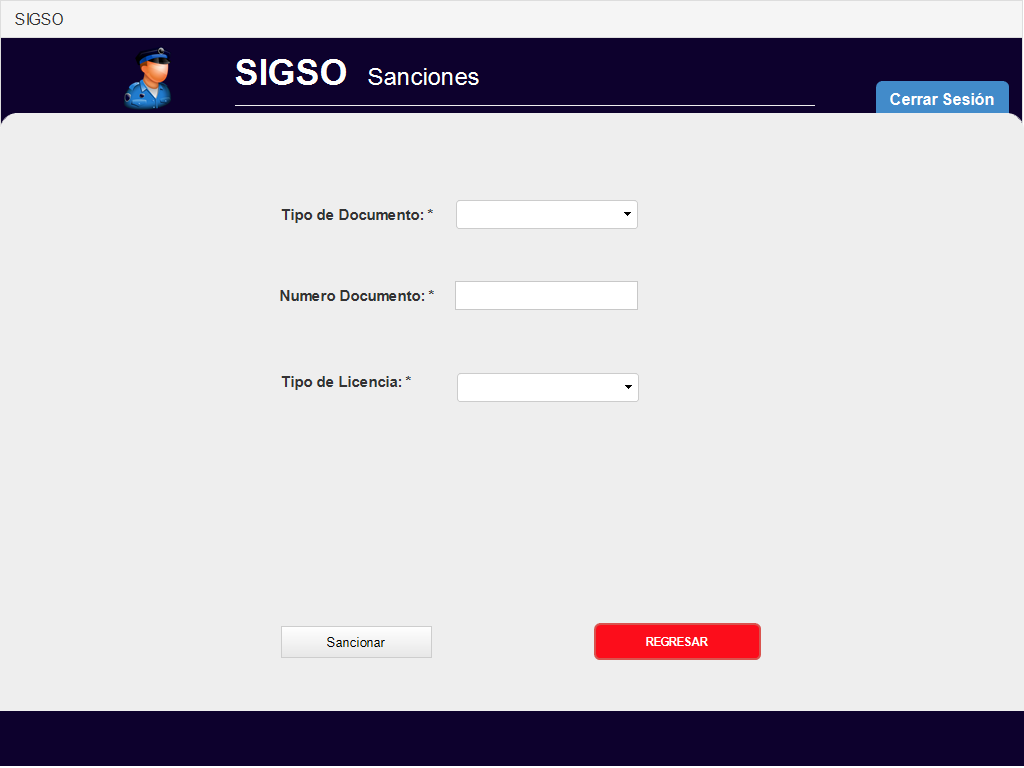 SIGSO
SIGSO Sanciones
Cerrar Sesión
Tipo de Documento: *
Numero Documento: *
Tipo de Licencia: *
Sancionar
REGRESAR